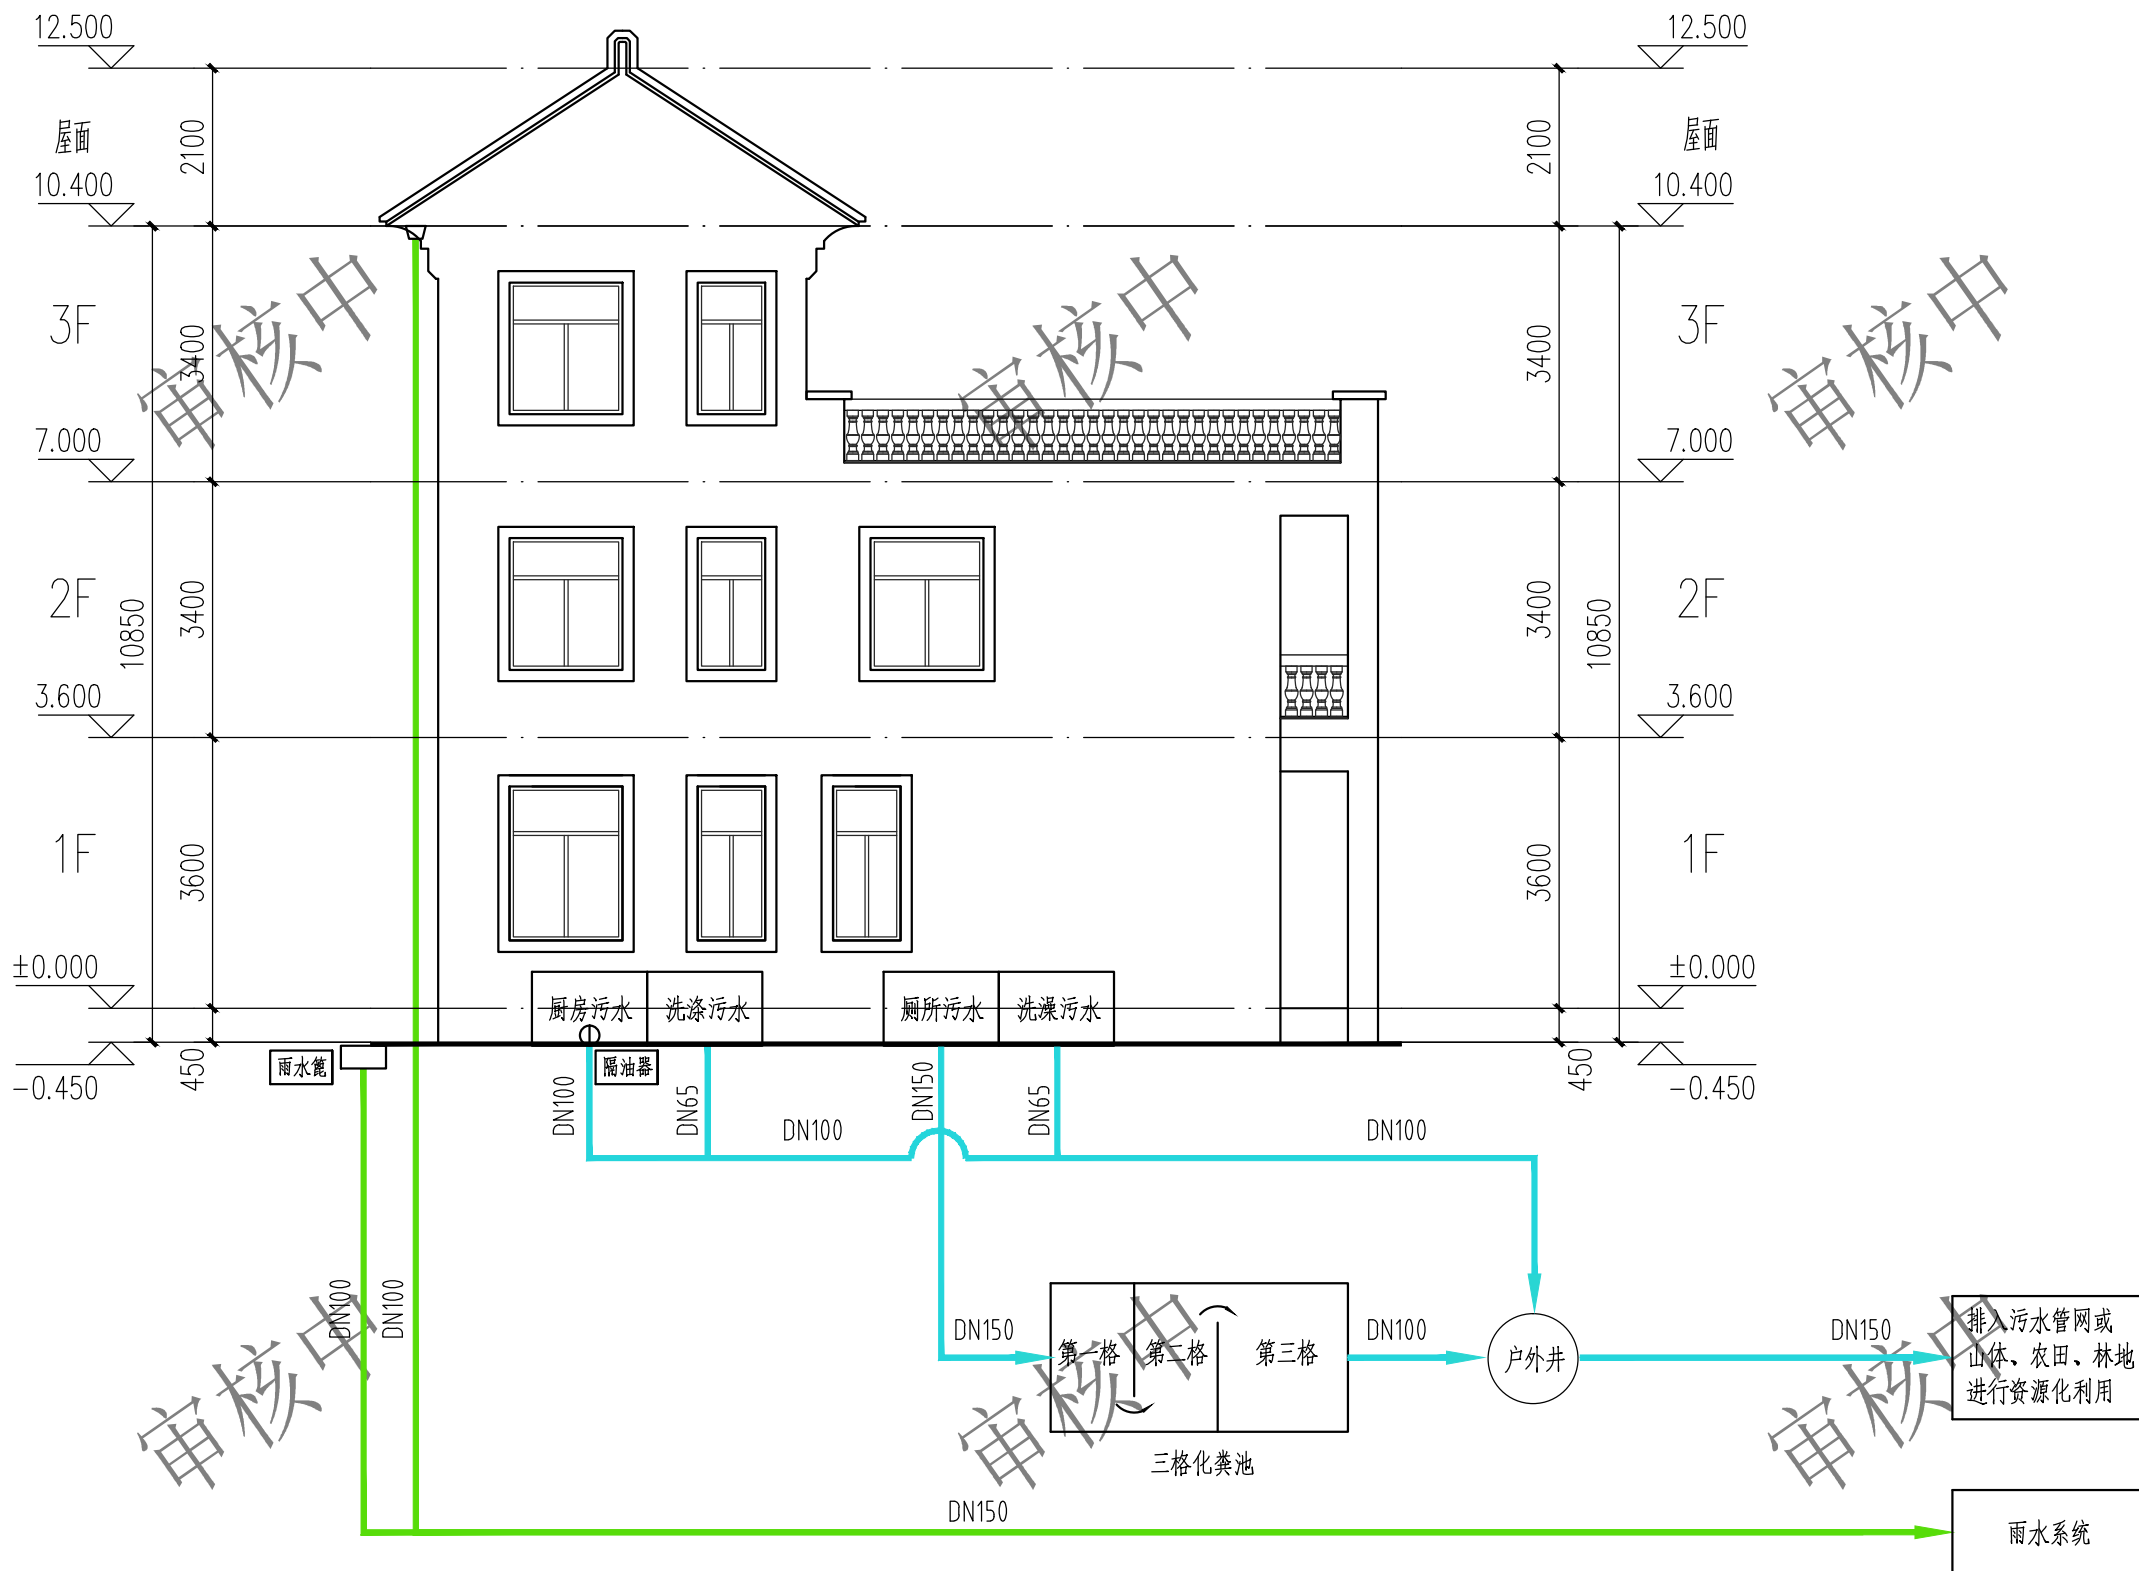 12.500
12.500
2100
2100
屋面
屋面
10.400
10.400
审核中
审核中
审核中
3F
3400
3400
3F
7.000
7.000
2F
10850
3400
3400
10850
2F
3.600
3.600
1F
3600
3600
1F
±0.000
±0.000
厨房污水
洗涤污水
厕所污水
洗澡污水
450
雨水篦
隔油器
450
-0.450
-0.450
DN100
DN65
DN150
DN65
DN100
DN100
DN100
DN100
DN150
DN100
DN150
第一格
第二格
第三格
户外井
排入污水管网或
山体、农田、林地
进行资源化利用
审核中
审核中
审核中
三格化粪池
DN150
雨水系统